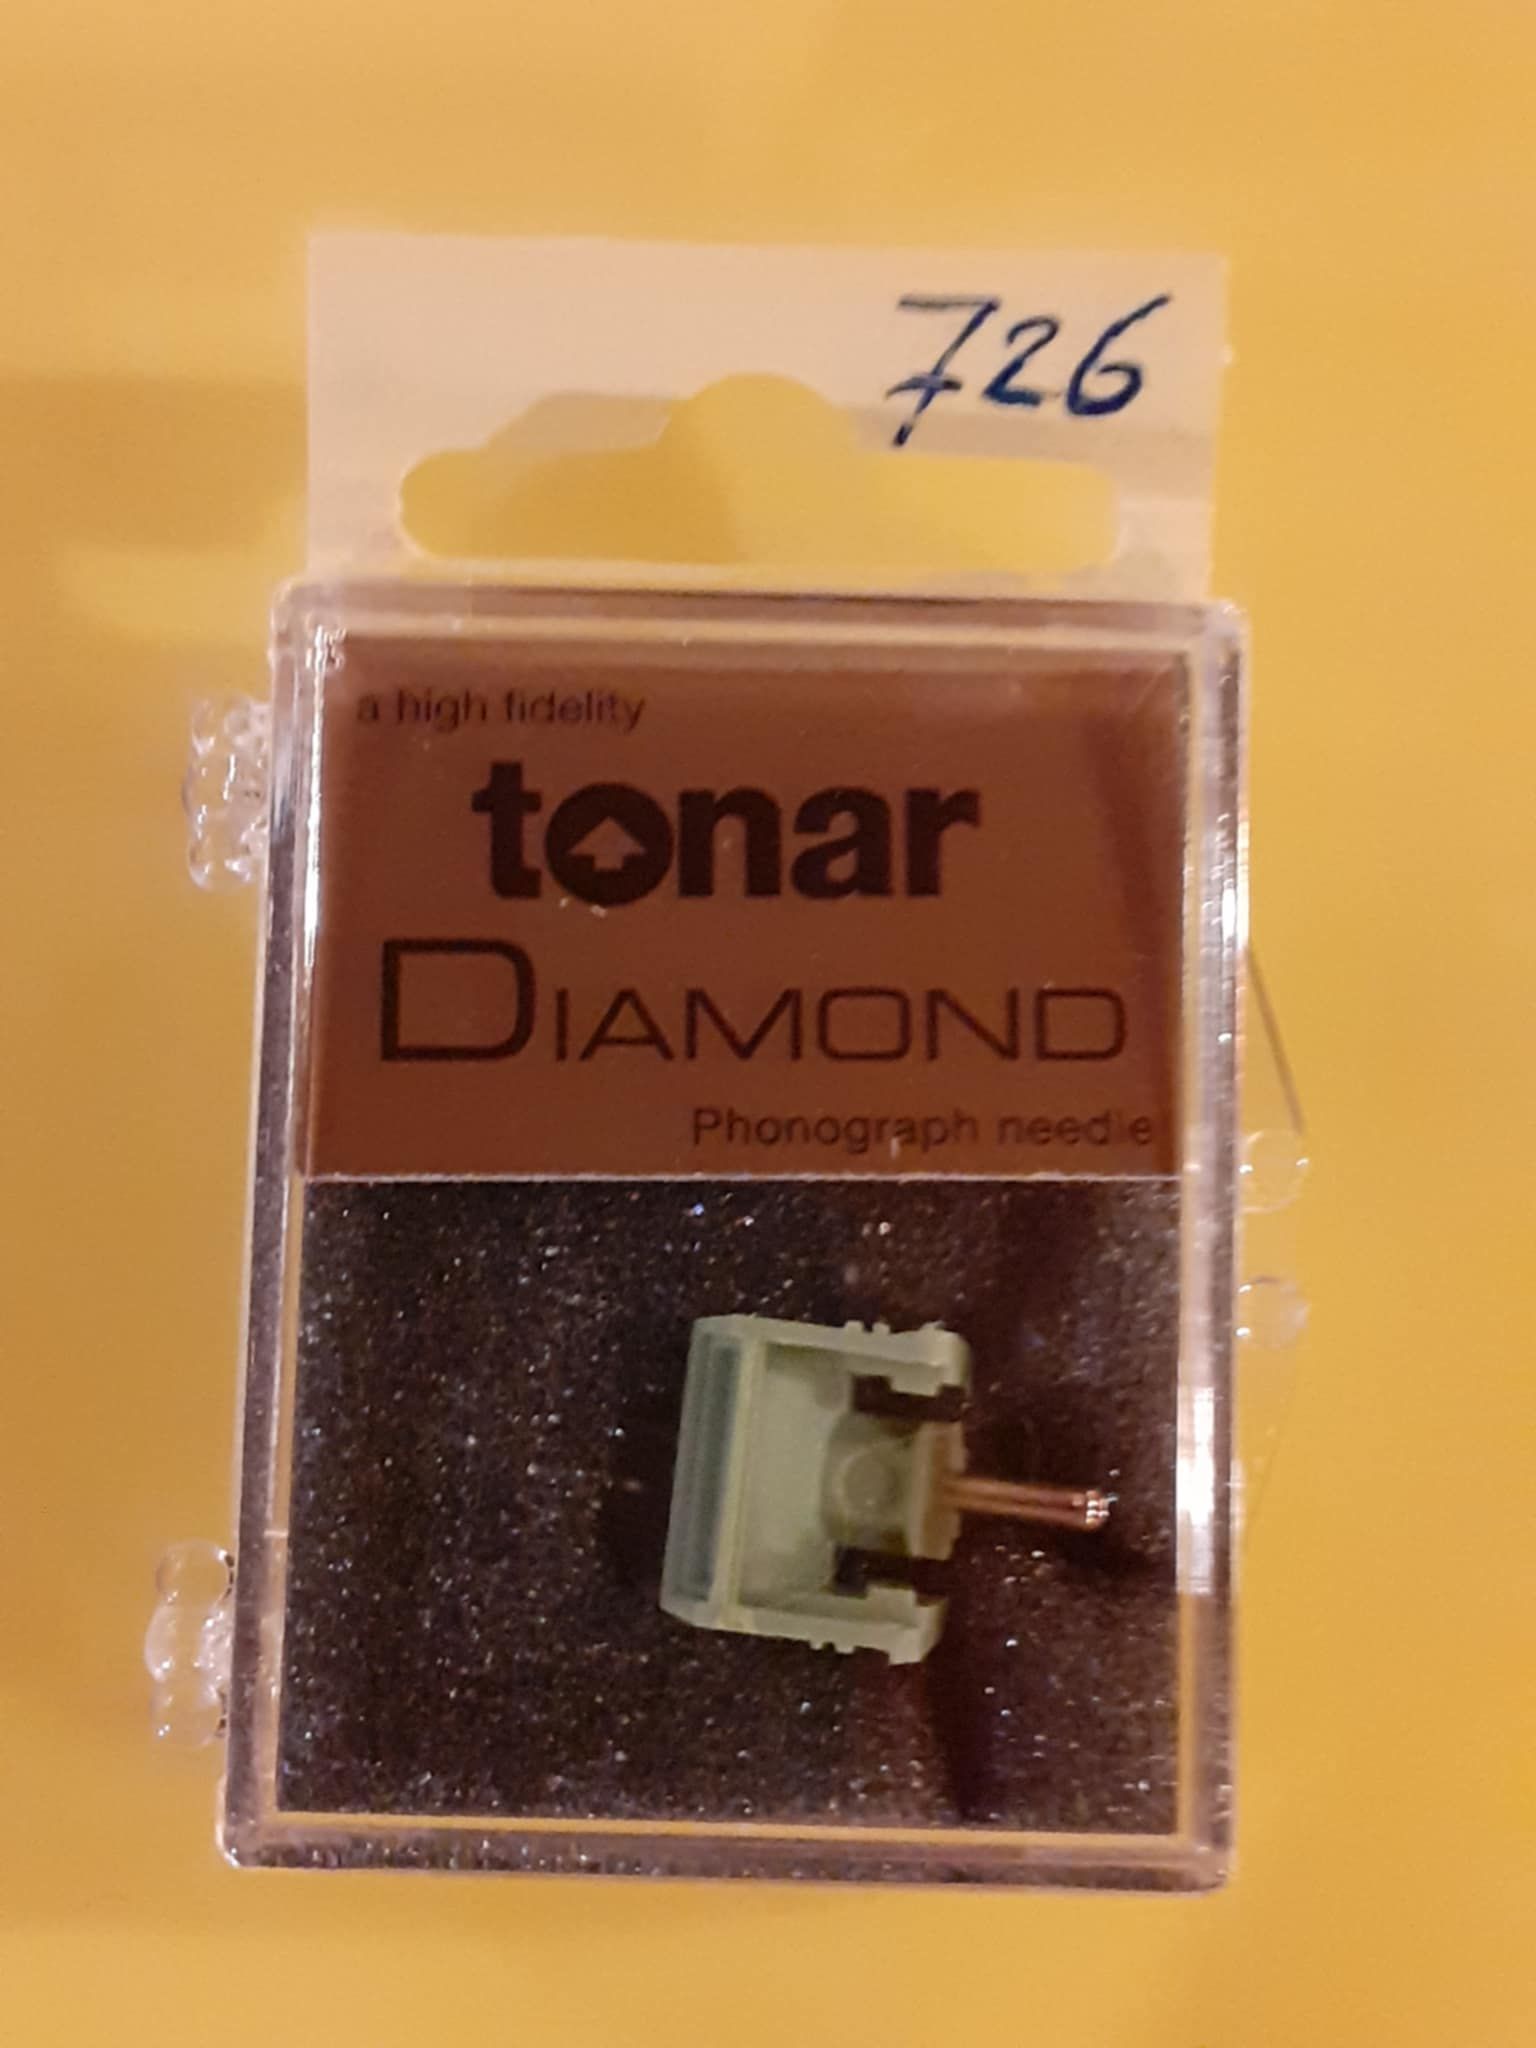 726
a high fidelity
tonar
DIAMOND
Phonograph needle